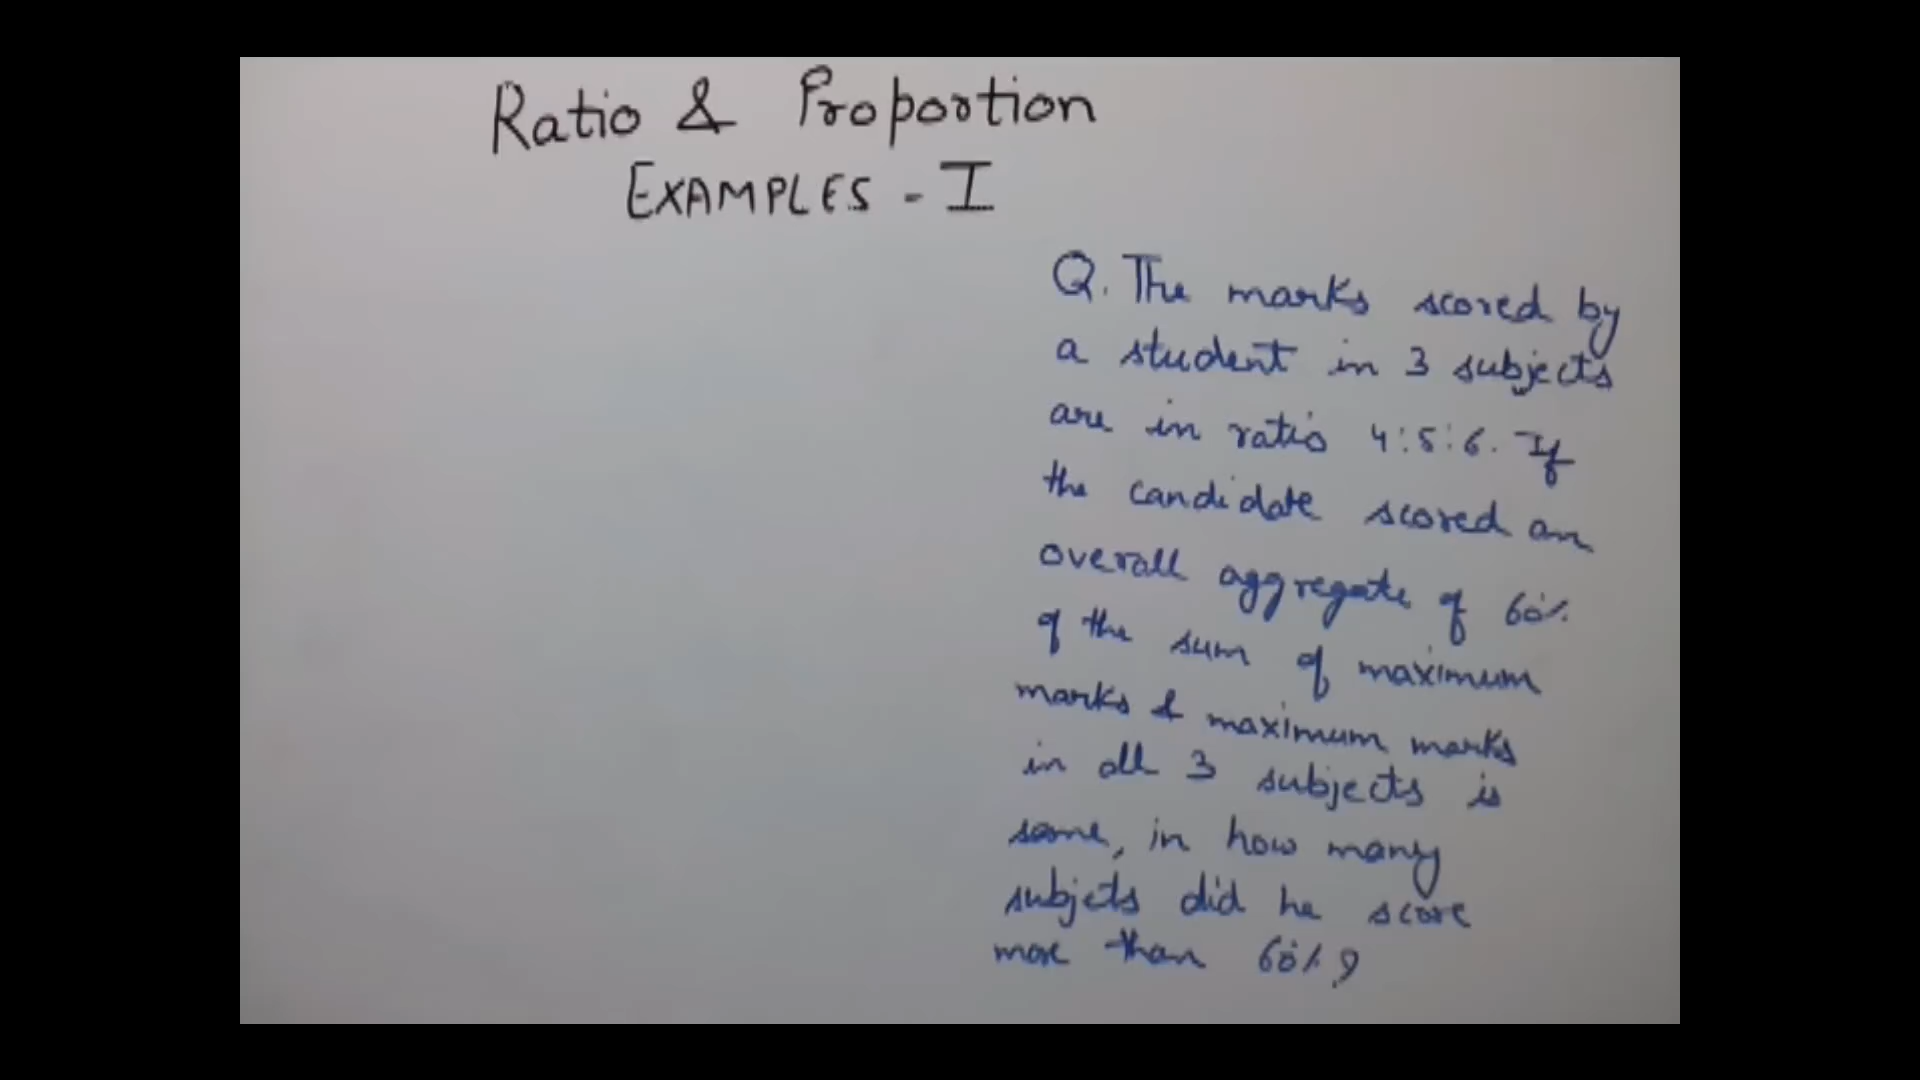 Ratio & Proportion
EXAMPLES - I
Q. The marks scored by
a student in 3 subjects
are in ratio 4:5:6. If
the candidate scored an
overall aggregate of 60%
of the sum of maximum
marks & maximum marks
in all 3 subjects is
same, in how many
subjcts did he score
more than 60%?